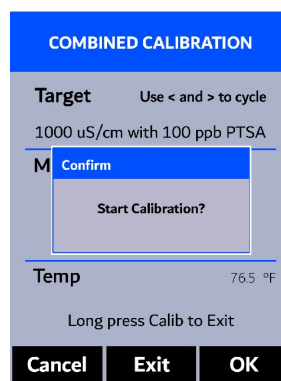 COMBINED CALIBRATION
Target Use < and > to cycle
1000 uS/cm with 100 ppb PTSA
M
Confirm
Start Calibration?
Temp 76.5 °F
Long press Calib to Exit
Cancel Exit OK